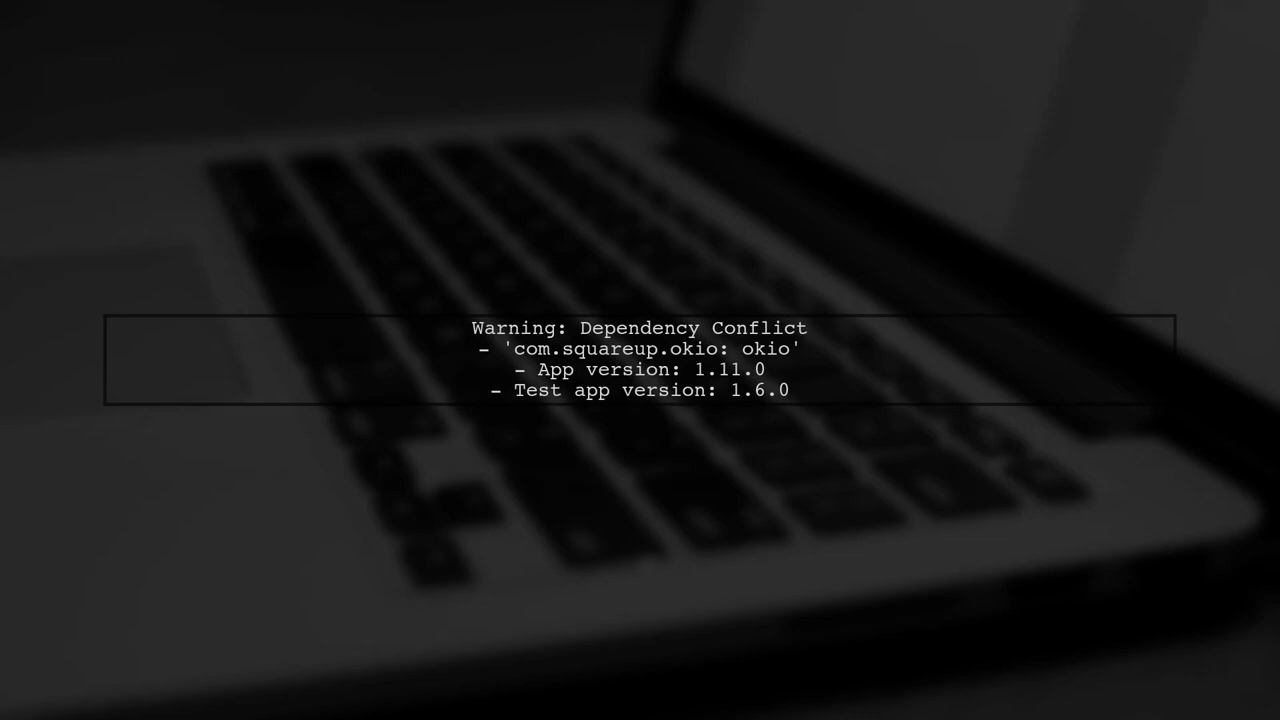 Warning: Dependency Conflict
- 'com.squareup.okio: okio'
- App version: 1.11.0
- Test app version: 1.6.0